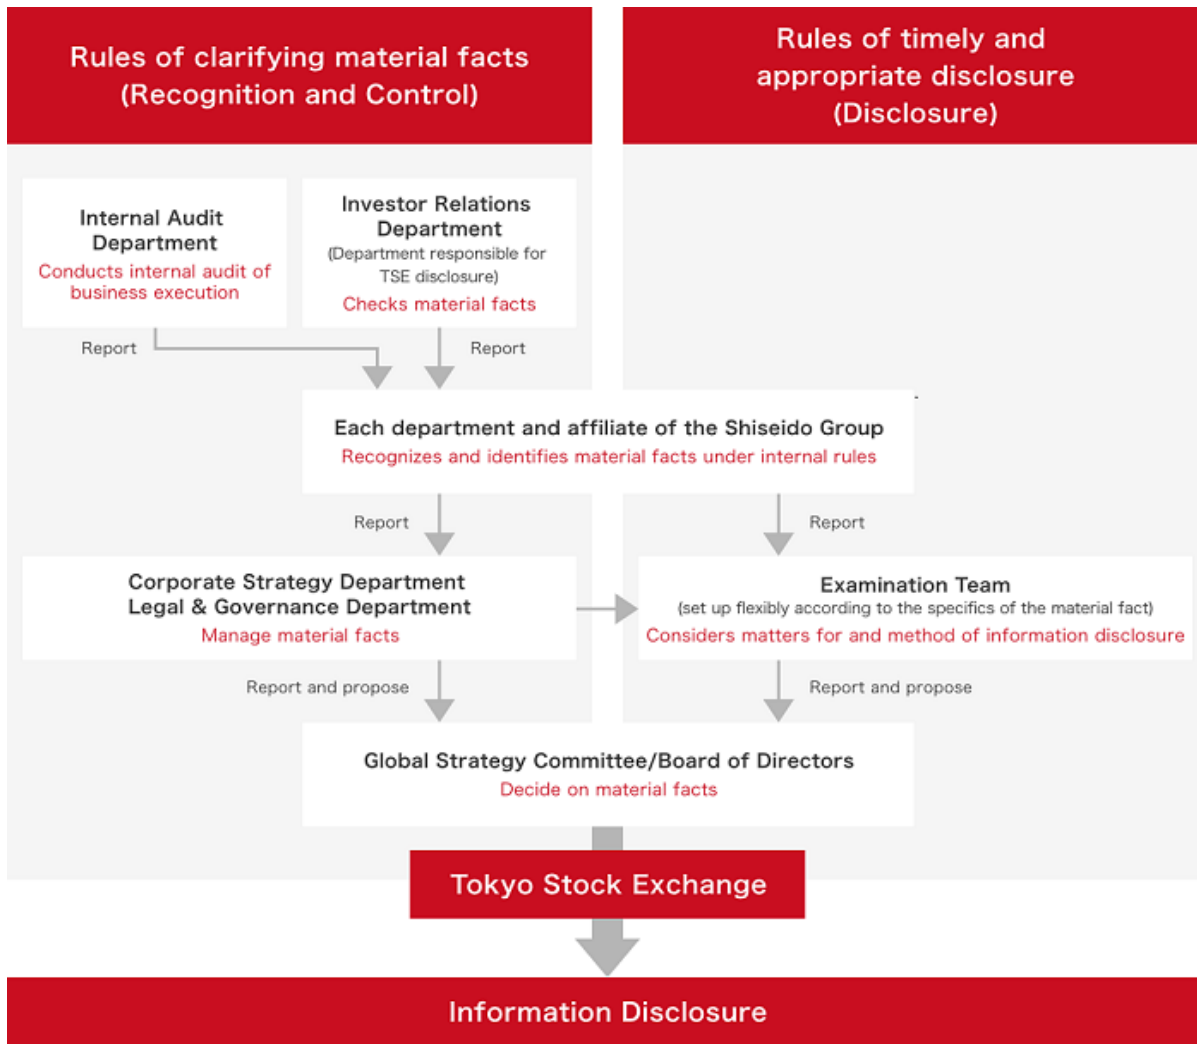 Rules of clarifying material facts
(Recognition and Control)
Rules of timely and
appropriate disclosure
(Disclosure)
Internal Audit
Department
Conducts internal audit of
business execution
Investor Relations
Department
(Department responsible for
TSE disclosure)
Checks material facts
Report
Report
Each department and affiliate of the Shiseido Group
Recognizes and identifies material facts under internal rules
Report
Report
Corporate Strategy Department
Legal & Governance Department
Manage material facts
Examination Team
(set up flexibly according to the specifics of the material fact)
Considers matters for and method of information disclosure
Report and propose
Report and propose
Global Strategy Committee/Board of Directors
Decide on material facts
Tokyo Stock Exchange
Information Disclosure